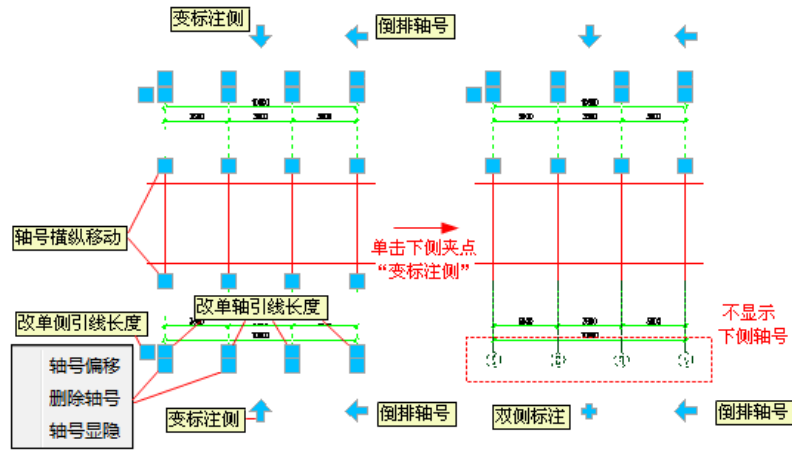 变标注侧
倒排轴号
轴号横纵移动
单击下侧夹点
“变标注侧”
改单侧引线长度
改单轴引线长度
不显示
下侧轴号
轴号偏移
删除轴号
轴号显隐
变标注侧
倒排轴号
双侧标注
倒排轴号